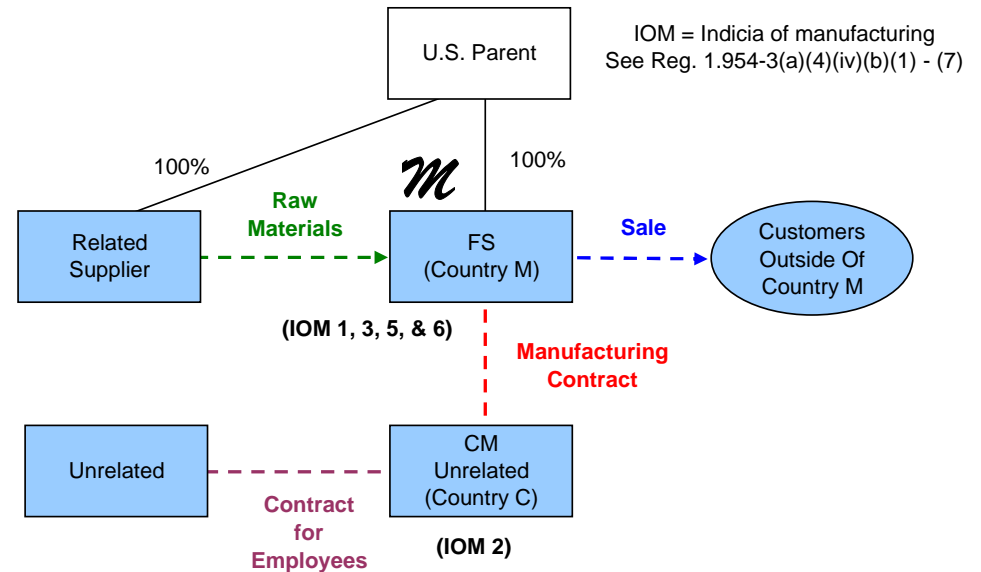 U.S. Parent
IOM = Indicia of manufacturing
See Reg. 1.954-3(a)(4)(iv)(b)(1) - (7)
100%
100%
M
Raw
Materials
Related
Supplier
FS
(Country M)
Sale
Customers
Outside Of
Country M
(IOM 1, 3, 5, & 6)
Manufacturing
Contract
Unrelated
CM
Unrelated
(Country C)
Contract
for
Employees
(IOM 2)